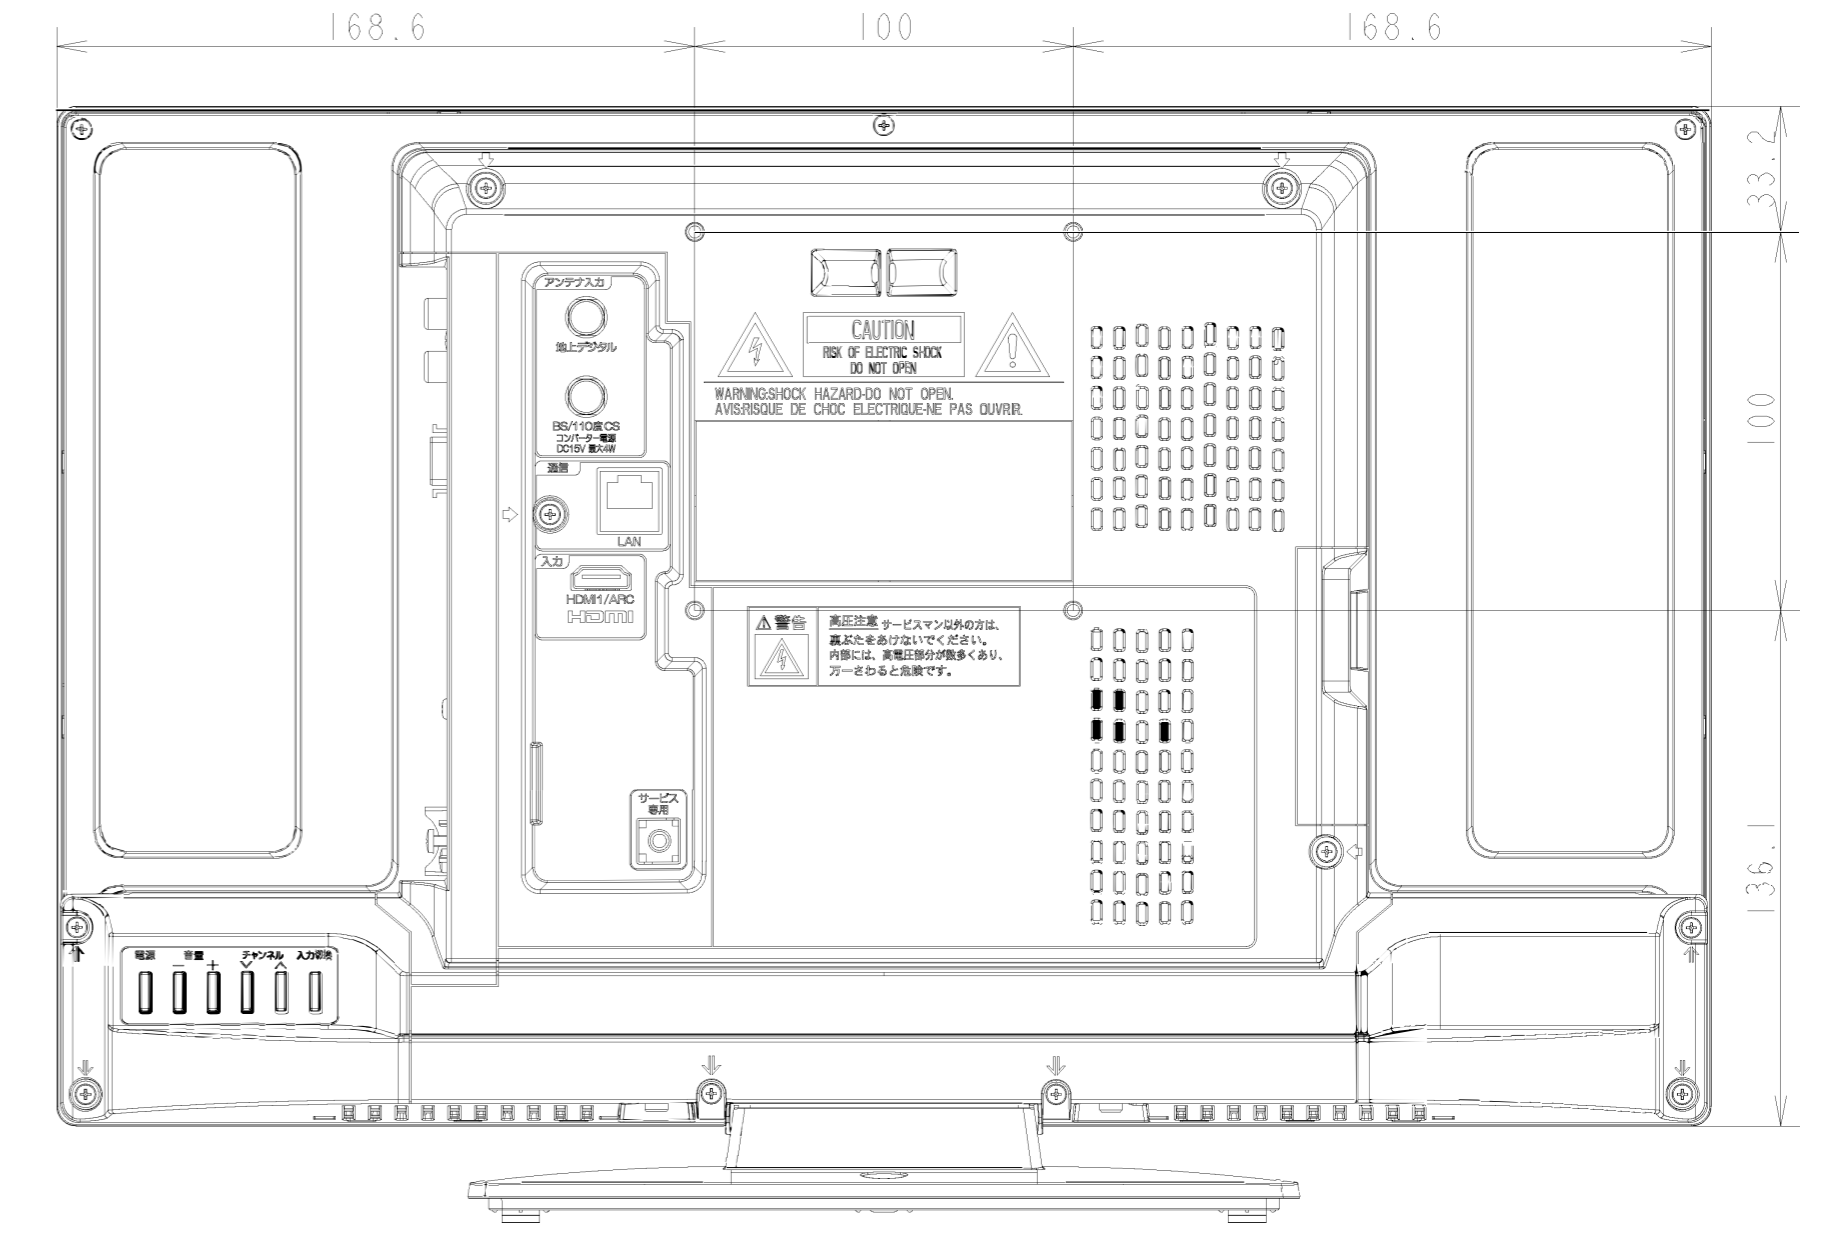 168.6
100
168.6
33.2
100
136.1
アンテナ入力
地上デジタル
BS/110度CS
コンバーター電源
DC15V 最大4W
通信
LAN
入力
HDMI1/ARC
HDMI
CAUTION
RISK OF ELECTRIC SHOCK
DO NOT OPEN
WARNING:SHOCK HAZARD-DO NOT OPEN.
AVIS:RISQUE DE CHOC ELECTRIQUE-NE PAS OUVRIR.
警告
高圧注意 サービスマン以外の方は、
裏ぶたをあけないでください。
内部には、高電圧部分が数多くあり、
万一さわると危険です。
サービス
専用
電源 音量 チャンネル 入力切換
− + ∨ ∧